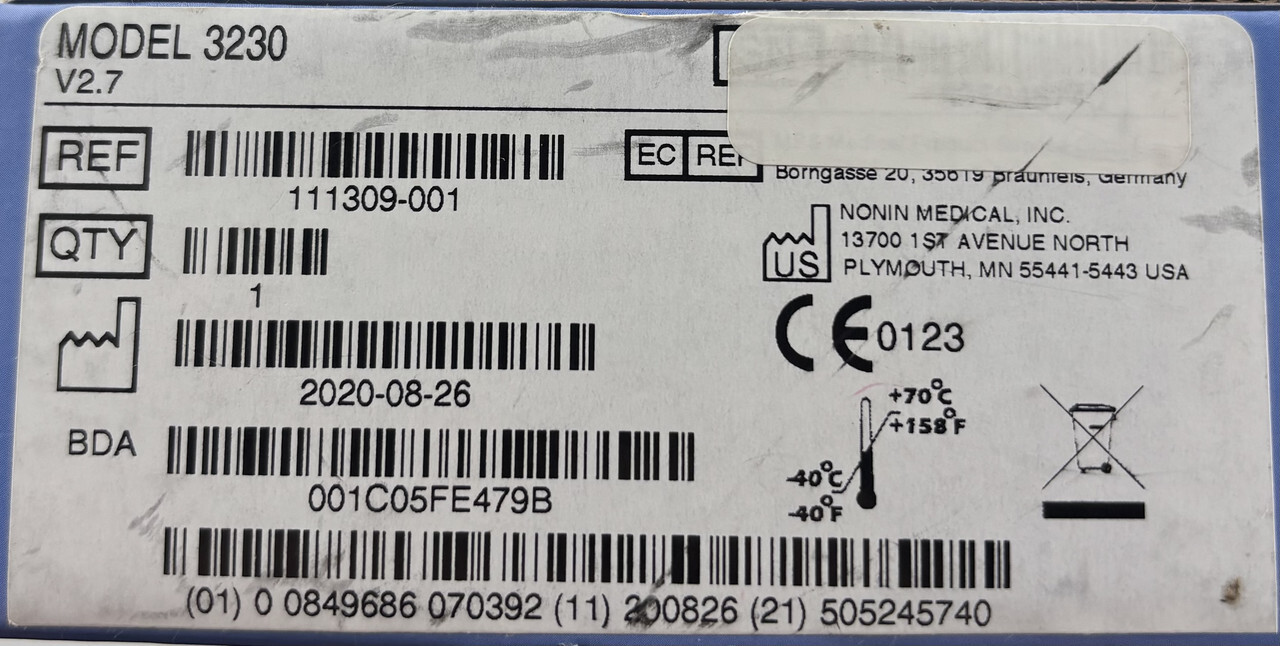 MODEL 3230
V2.7
REF
111309-001
QTY
1
2020-08-26
BDA
001C05FE479B
(01) 0 0849686 070392 (11) 200826 (21) 505245740
EC REP
Borngasse 20, 35619 Braunfels, Germany
NONIN MEDICAL, INC.
13700 1ST AVENUE NORTH
PLYMOUTH, MN 55441-5443 USA
US
CE 0123
+70°C
+158°F
-40°C
-40°F